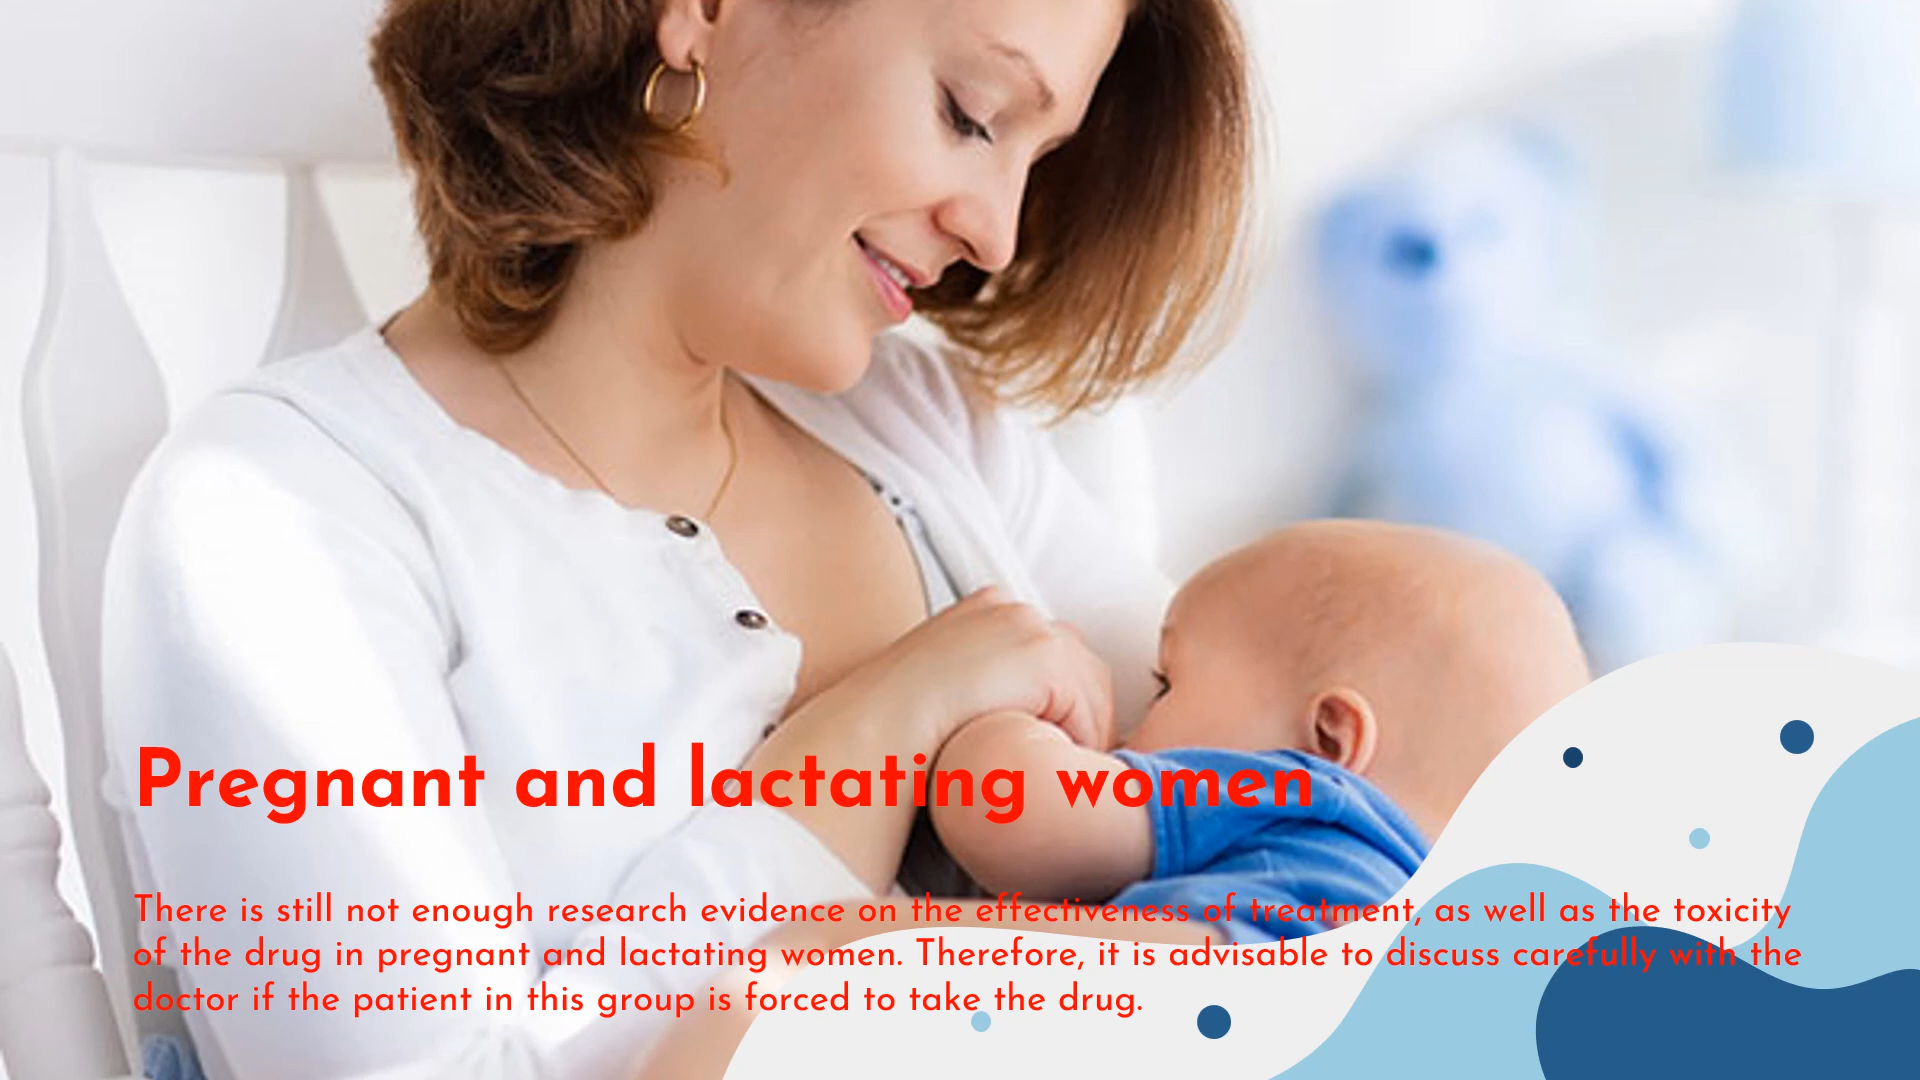 Pregnant and lactating women
There is still not enough research evidence on the effectiveness of treatment, as well as the toxicity
of the drug in pregnant and lactating women. Therefore, it is advisable to discuss carefully with the
doctor if the patient in this group is forced to take the drug.